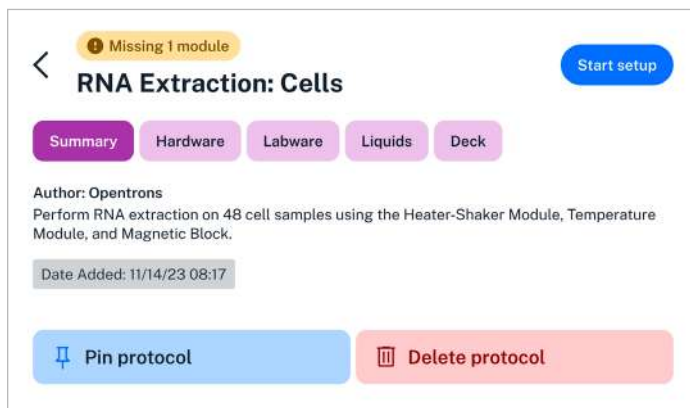 Missing 1 module
RNA Extraction: Cells
Start setup
Summary
Hardware
Labware
Liquids
Deck
Author: Opentrons
Perform RNA extraction on 48 cell samples using the Heater-Shaker Module, Temperature
Module, and Magnetic Block.
Date Added: 11/14/23 08:17
Pin protocol
Delete protocol